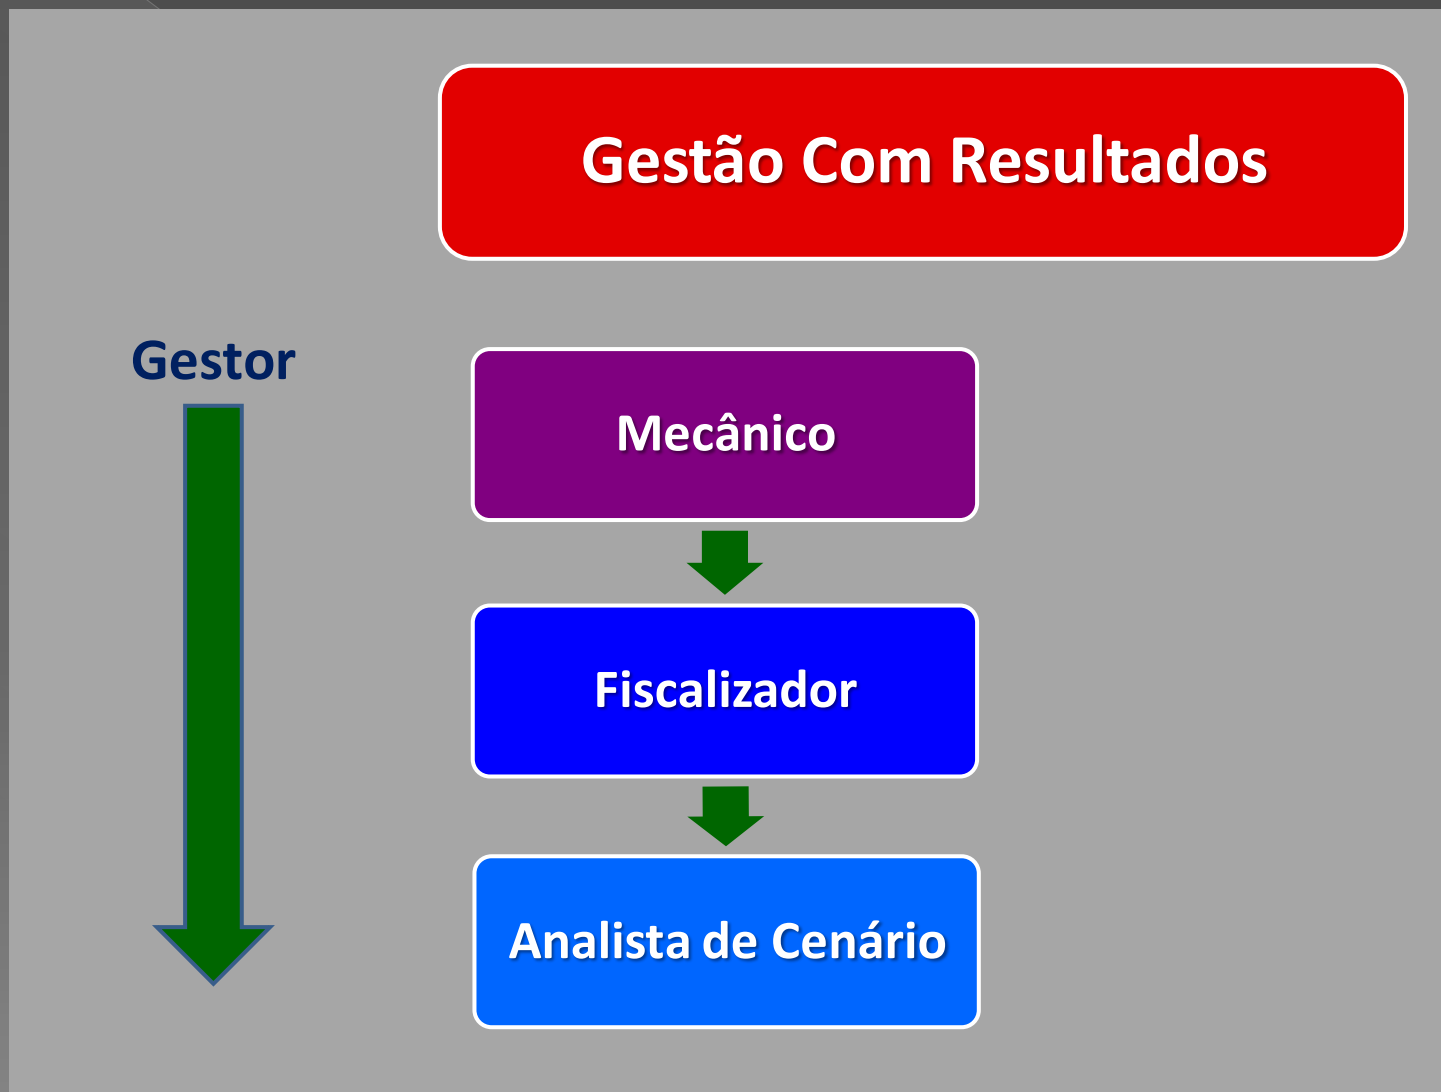 Gestão Com Resultados
Gestor
Mecânico
Fiscalizador
Analista de Cenário